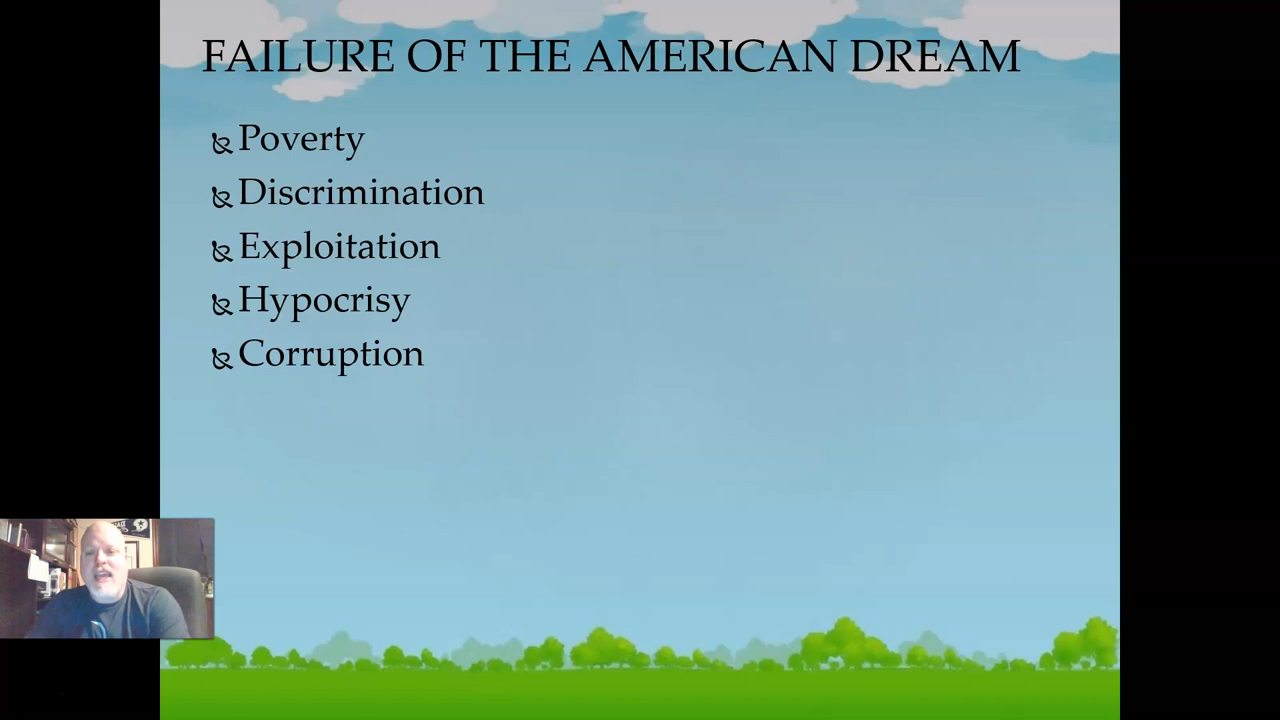 FAILURE OF THE AMERICAN DREAM
Poverty
Discrimination
Exploitation
Hypocrisy
Corruption